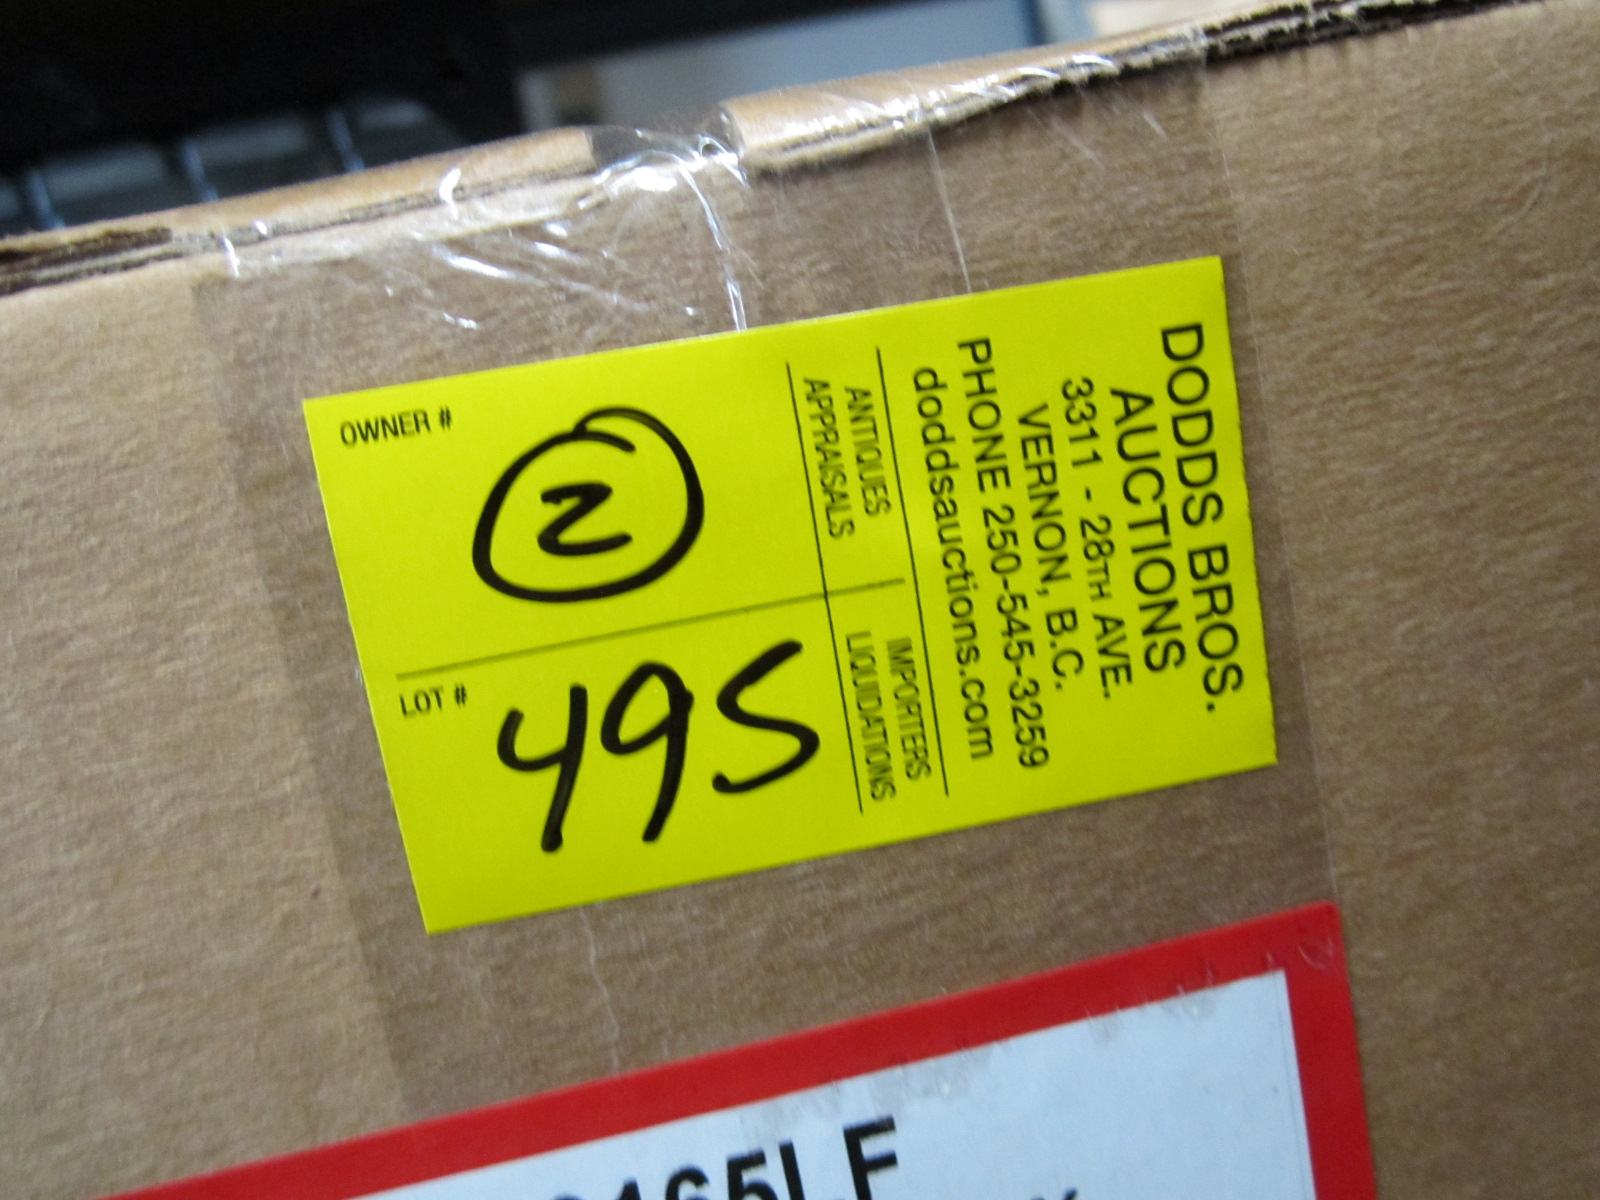 DODDS BROS.
AUCTIONS
3311 - 28TH AVE.
VERNON, B.C.
PHONE 250-545-3259
doddsauctions.com
ANTIQUES
APPRAISALS
IMPORTERS
LIQUIDATIONS
OWNER #
2
LOT #
495